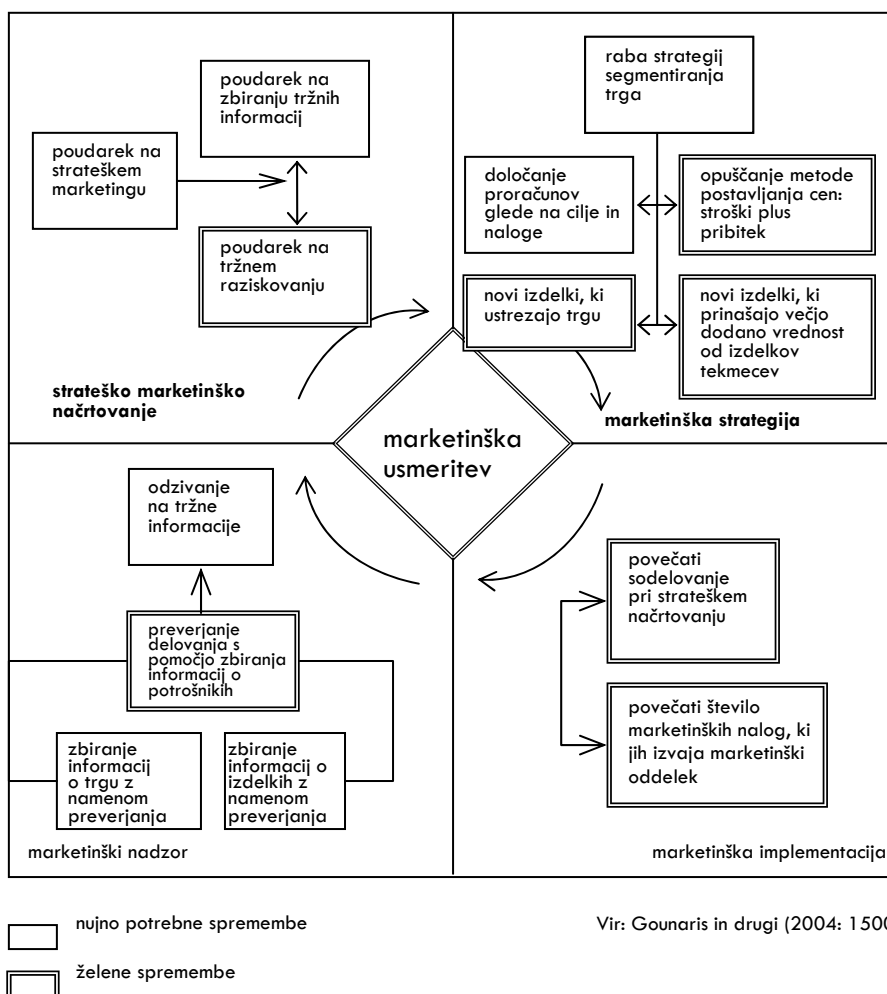 poudarek na
zbiranju tržnih
informacij
poudarek na
strateškem
marketingu
poudarek na
tržnem
raziskovanju
strateško marketinško
načrtovanje
raba strategij
segmentiranja
trga
določanje
proračunov
glede na cilje in
naloge
opuščanje metode
postavljanja cen:
stroški plus
pribitek
novi izdelki, ki
ustrezajo trgu
novi izdelki, ki
prinašajo večjo
dodano vrednost
od izdelkov
tekmecev
marketinška strategija
marketinška
usmeritev
odzivanje
na tržne
informacije
preverjanje
delovanja s
pomočjo zbiranja
informacij o
potrošnikih
zbiranje
informacij
o trgu z
namenom
preverjanja
zbiranje
informacij o
izdelkih z
namenom
preverjanja
marketinški nadzor
povečati
sodelovanje
pri strateškem
načrtovanju
povečati število
marketinških nalog, ki
jih izvaja marketinški
oddelek
marketinška implementacija
nujno potrebne spremembe
Vir: Gounaris in drugi (2004: 1500
želene spremembe